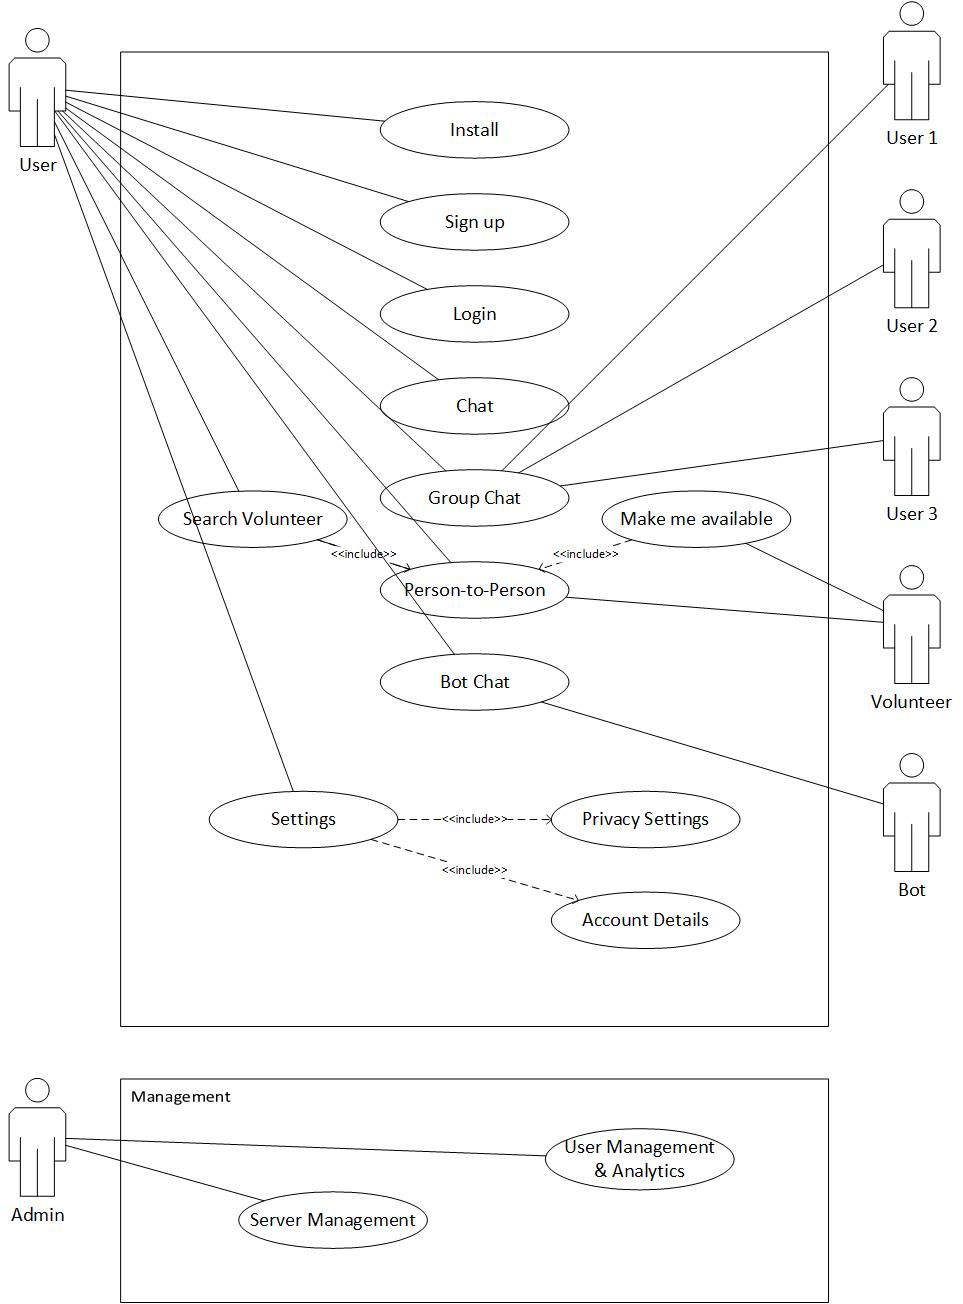 User
User 1
Install
Sign up
User 2
Login
Chat
Group Chat
User 3
Search Volunteer
Make me available
<<include>>
<<include>>
Person-to-Person
Bot Chat
Volunteer
Settings
<<include>>
Privacy Settings
<<include>>
Bot
Account Details
Management
User Management
& Analytics
Admin
Server Management